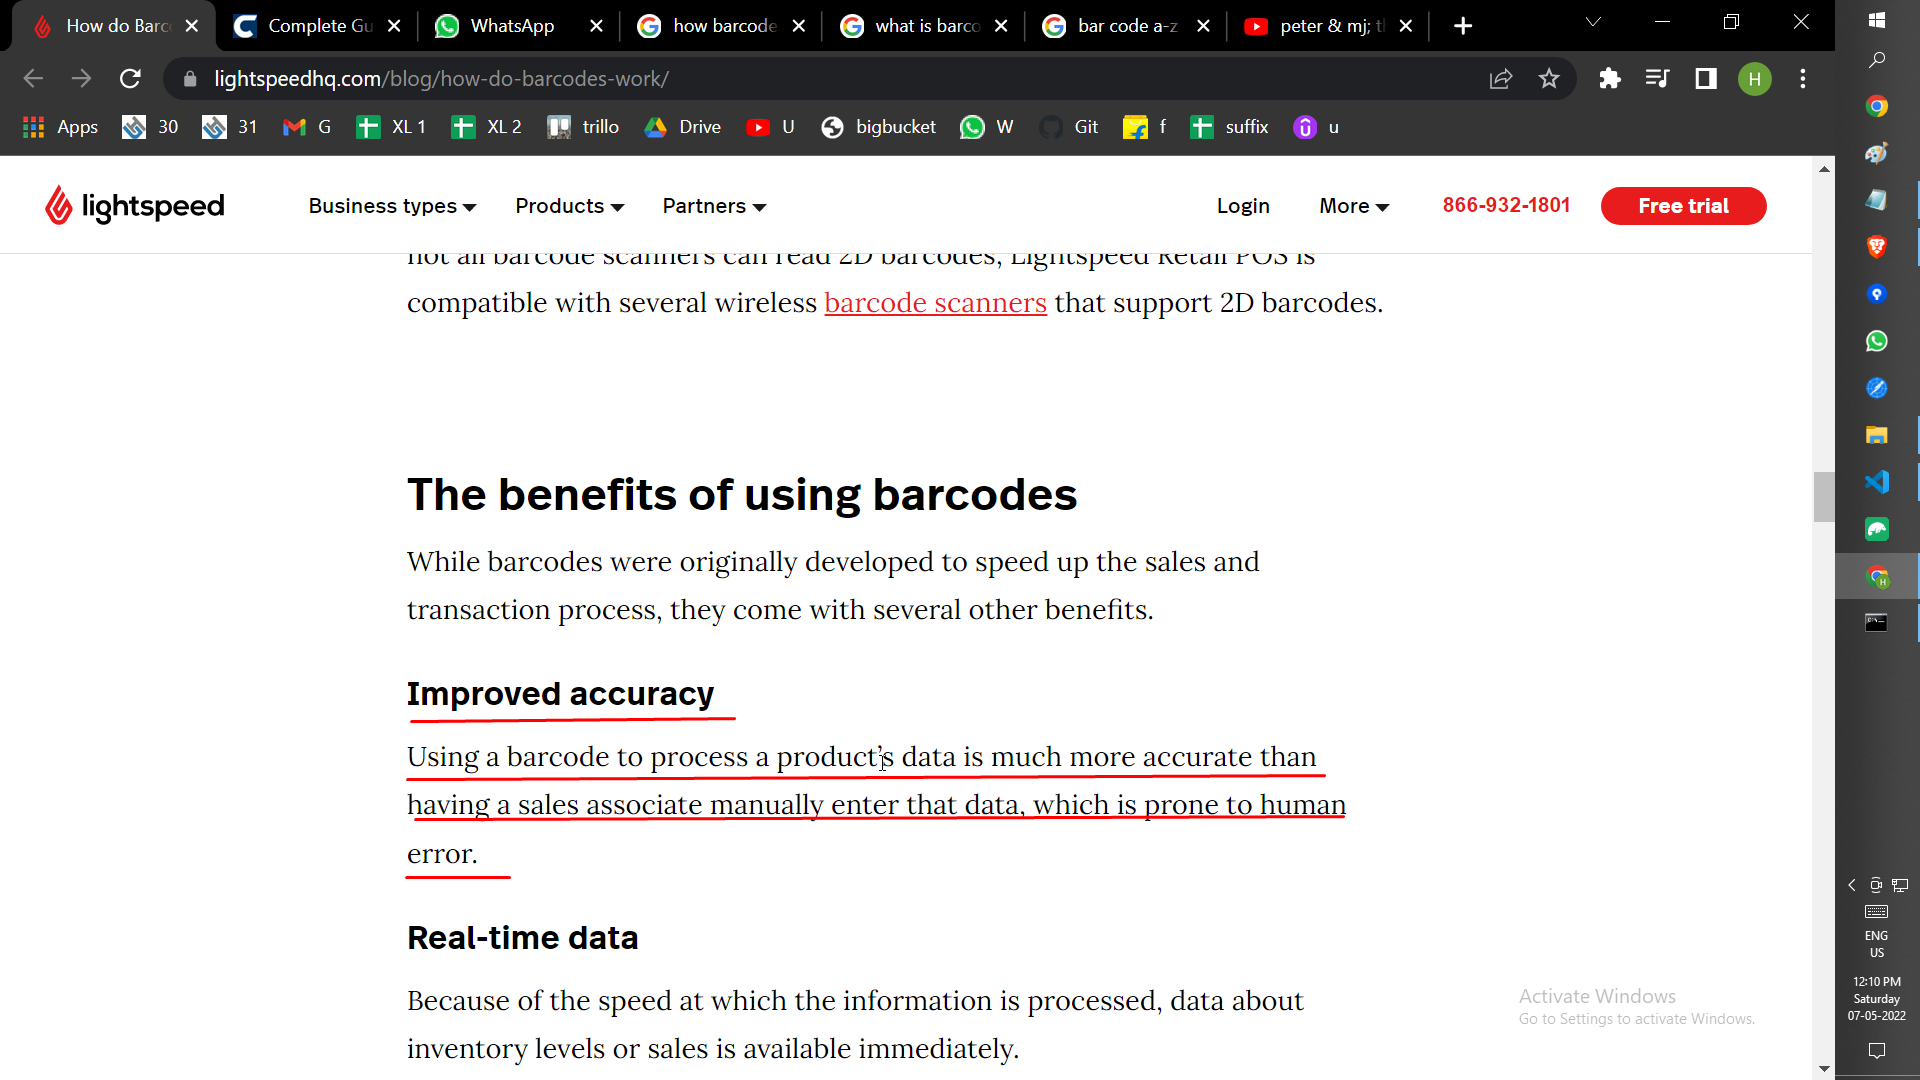 How do Barc
Complete Gu
WhatsApp
how barcode
what is barco
bar code a-z
peter & mj; t
lightspeedhq.com/blog/how-do-barcodes-work/
H
Apps 30 31 G XL 1 XL 2 trillo Drive U bigbucket W Git f suffix u
lightspeed
Business types Products Partners
Login More 866-932-1801 Free trial
not all barcode scanners can read 2D barcodes, Lightspeed Retail POS is
compatible with several wireless barcode scanners that support 2D barcodes.
The benefits of using barcodes
While barcodes were originally developed to speed up the sales and
transaction process, they come with several other benefits.
Improved accuracy
Using a barcode to process a product’s data is much more accurate than
having a sales associate manually enter that data, which is prone to human
error.
Real-time data
Because of the speed at which the information is processed, data about
inventory levels or sales is available immediately.
Activate Windows
Go to Settings to activate Windows.
ENG
US
12:10 PM
Saturday
07-05-2022